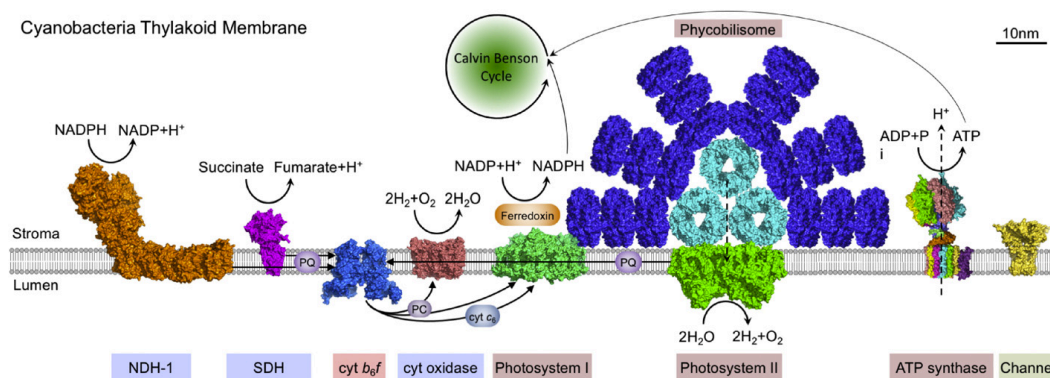 Cyanobacteria Thylakoid Membrane
Phycobilisome
10nm
Calvin Benson
Cycle
NADPH
NADP+H⁺
Succinate
Fumarate+H⁺
2H₂+O₂
2H₂O
NADP+H⁺
NADPH
Ferredoxin
H⁺
ADP+P
i
ATP
Stroma
Lumen
PQ
PQ
PC
cyt c₆
2H₂O
2H₂+O₂
NDH-1
SDH
cyt b₆f
cyt oxidase
Photosystem I
Photosystem II
ATP synthase
Channel